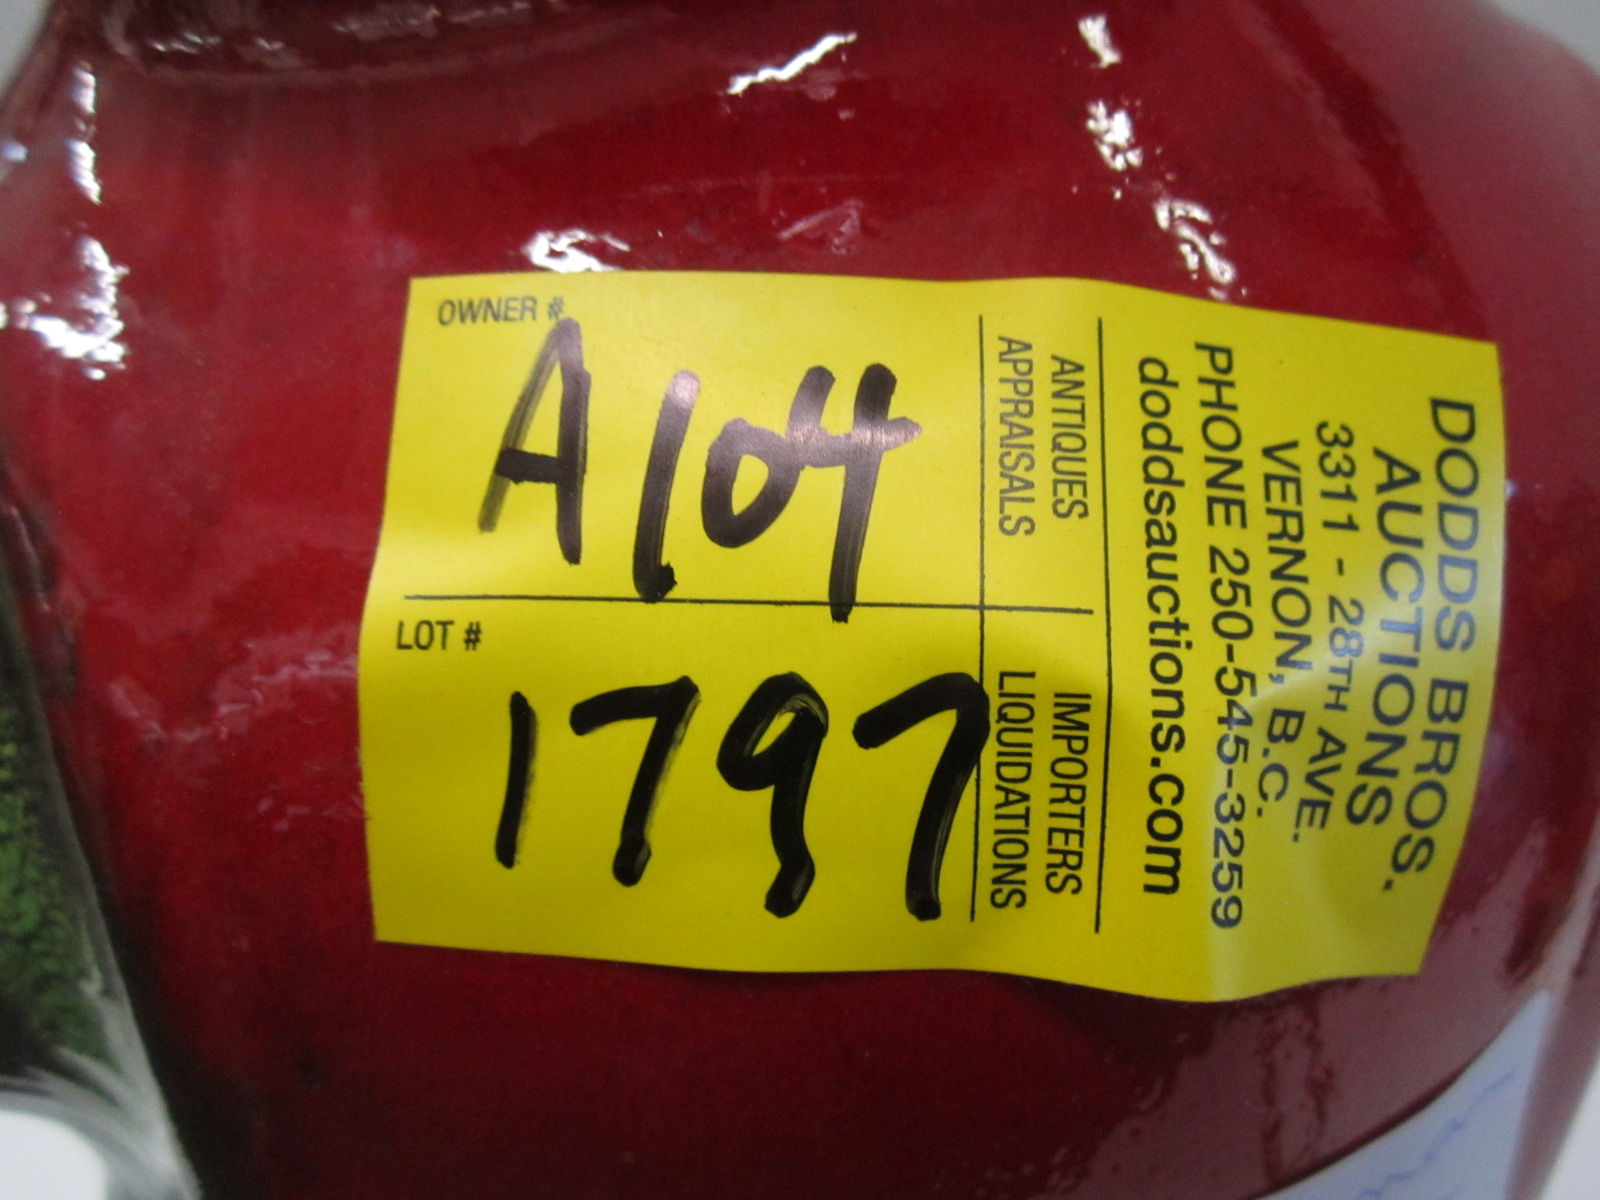 OWNER #
A104
LOT #
1797
ANTIQUES
APPRAISALS
IMPORTERS
LIQUIDATIONS
DODDS BROS.
AUCTIONS
3311 - 28TH AVE.
VERNON, B.C.
PHONE 250-545-3259
doddsauctions.com